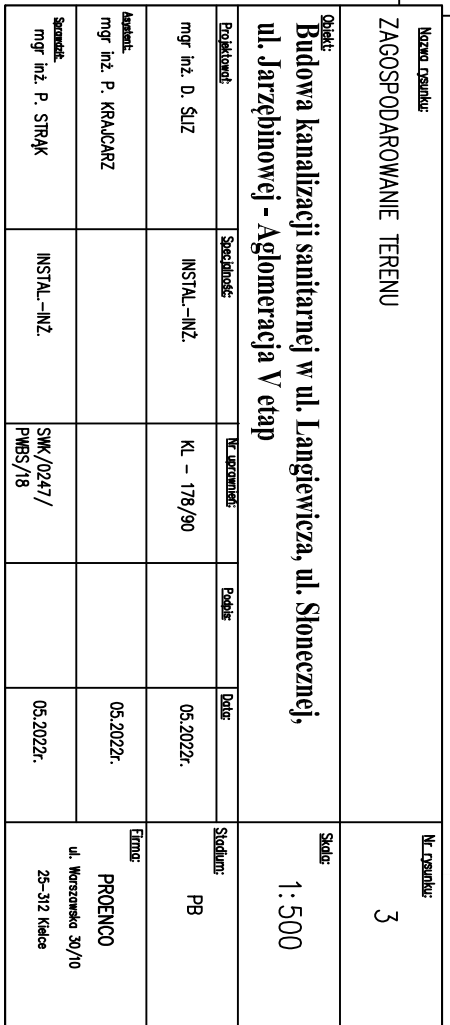 Nazwa rysunku:
ZAGOSPODAROWANIE TERENU
Nr rysunku:
3
Obiekt:
Budowa kanalizacji sanitarnej w ul. Langiewicza, ul. Słonecznej,
ul. Jarzębinowej - Aglomeracja V etap
Skala:
1:500
Projektował:
mgr inż. D. ŚLIZ
Specjalność:
INSTAL.-INŻ.
Nr uprawnień:
KL - 178/90
Podpis:
Data:
05.2022r.
Stadium:
PB
Asystent:
mgr inż. P. KRAJCARZ
05.2022r.
Sprawdził:
mgr inż. P. STRĄK
INSTAL.-INŻ.
SWK/0247/
PWBS/18
05.2022r.
Firma:
PROENCO
ul. Warszawska 30/10
25-312 Kielce